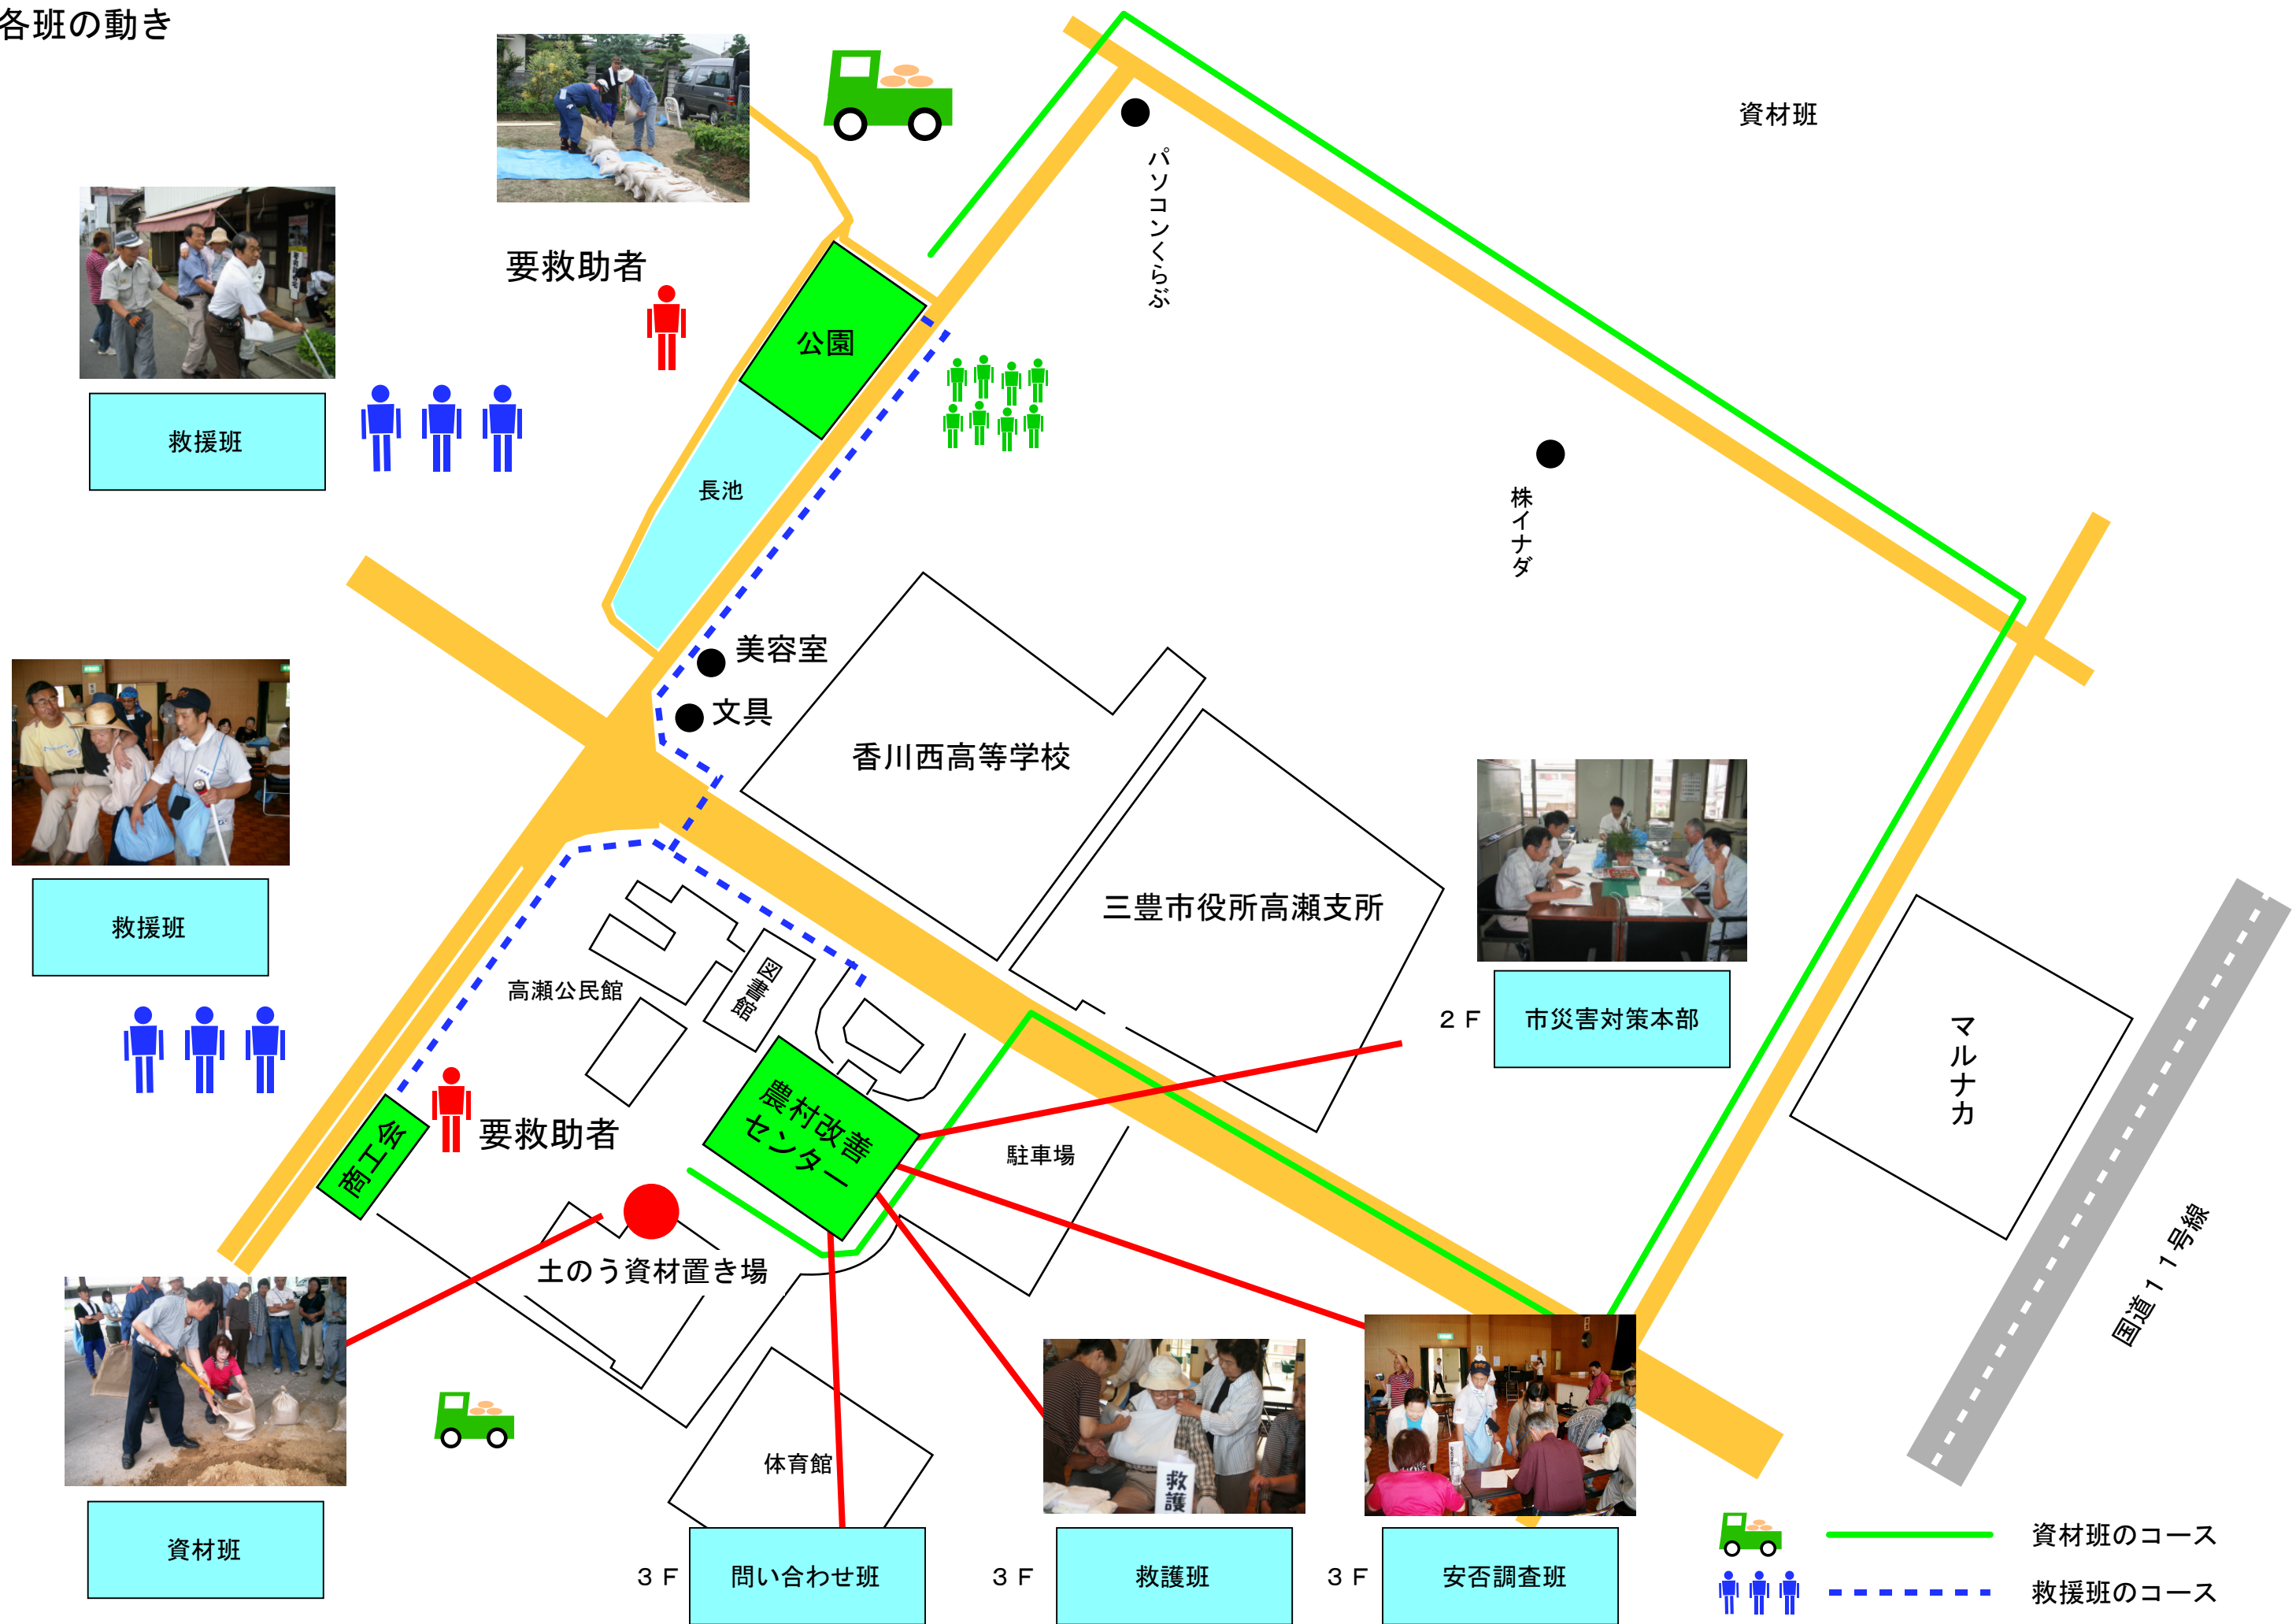 各班の動き
資材班
パソコンくらぶ
要救助者
公園
救援班
長池
株イナダ
美容室
文具
香川西高等学校
三豊市役所高瀬支所
救援班
高瀬公民館
図書館
２Ｆ
市災害対策本部
マルナカ
農村改善
センター
駐車場
商工会
要救助者
土のう資材置き場
国道１１号線
体育館
救護
資材班
３Ｆ
問い合わせ班
３Ｆ
救護班
３Ｆ
安否調査班
資材班のコース
救援班のコース